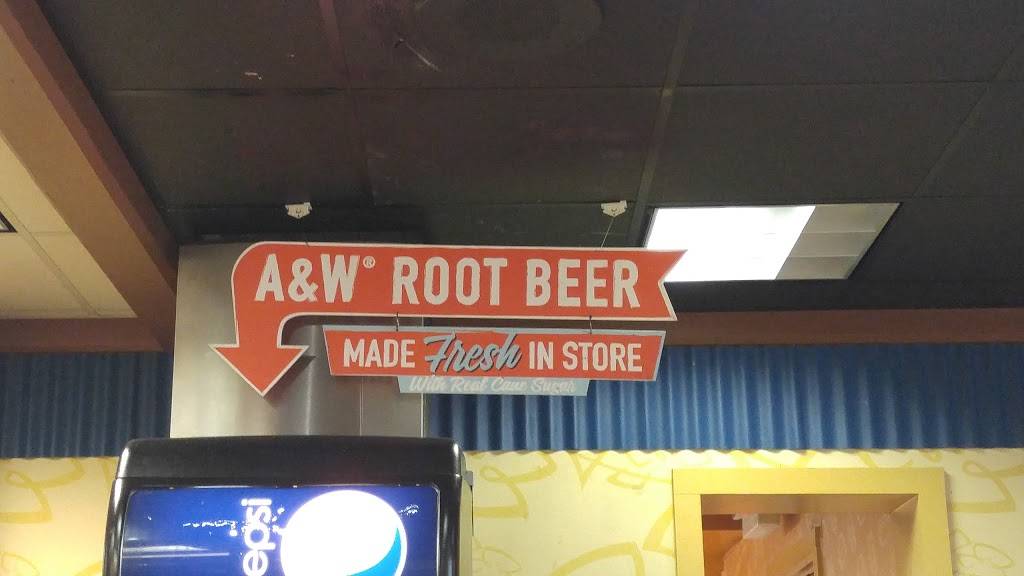 A&W® ROOT BEER
MADE Fresh IN STORE
With Real Cane Sugar
epsi